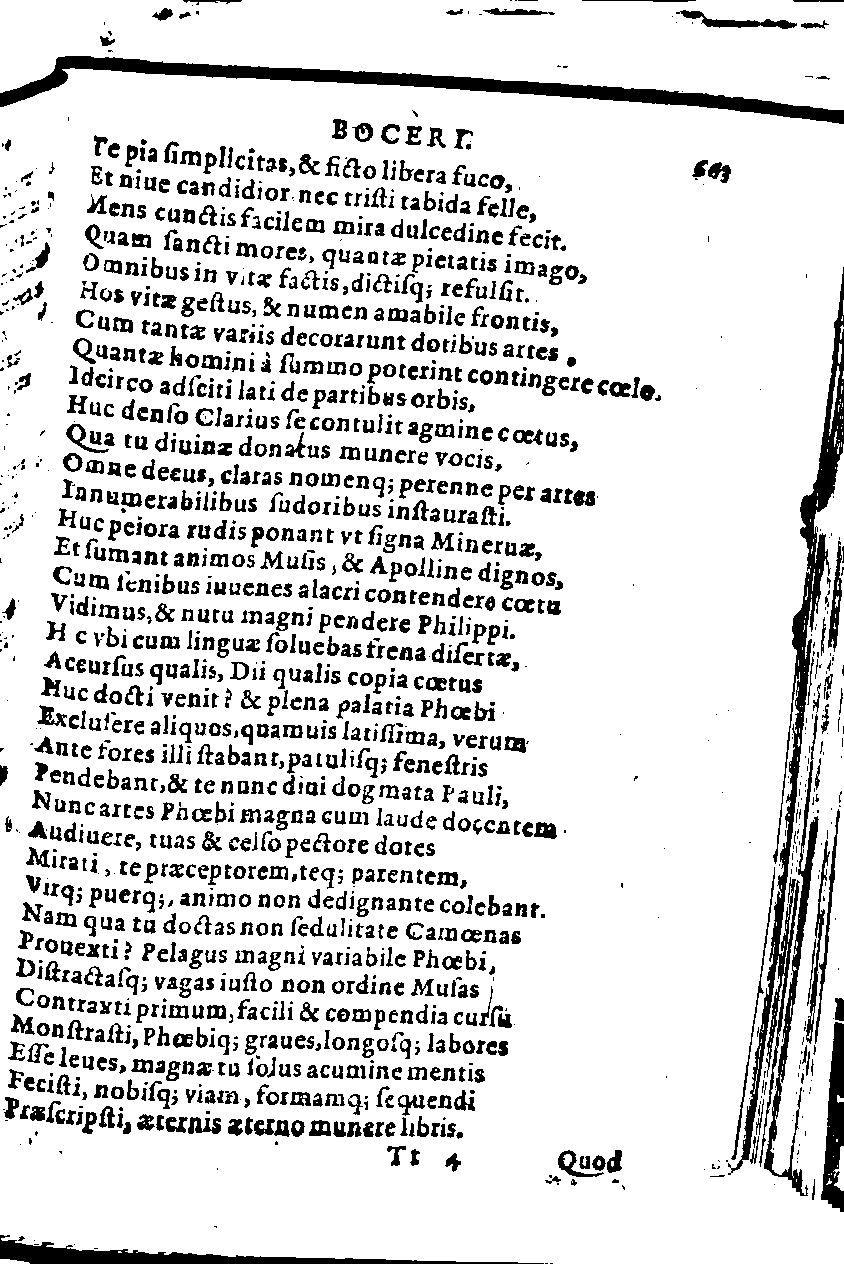 BOCERI.
663
Te pia ſimplicitas, & ficto libera fuco,
Et niue candidior nec triſti tabida felle,
Mens cunctis facilem mira dulcedine fecit.
Quam ſancti mores, quantæ pietatis imago,
Omnibus in vitæ factis, dictiſq; refulſit.
Hos vitæ geſtus, & numen amabile frontis,
Cum tantæ variis decorarunt dotibus artes.
Quantæ homini à ſummo poterint contingere cœlo.
Idcirco adſciti lati de partibus orbis,
Huc denſo Clarius ſe contulit agmine cœtus,
Qua tu diuinæ donatus munere vocis,
Omne decus, claras nomenq; perenne per artes
Innumerabilibus ſudoribus inſtauraſti.
Huc peiora rudis ponant vt ſigna Mineruæ,
Et ſumant animos Muſis, & Apolline dignos,
Cum ſenibus iuuenes alacri contendere cœtu
Vidimus, & nutu magni pendere Philippi.
H c vbi cum linguæ ſoluebas frena diſertæ,
Accurſus qualis, Dii qualis copia cœtus
Huc docti venit? & plena palatia Phœbi
Excluſere aliquos, quamuis latiſſima, verum
Ante fores illi ſtabant, patuliſq; feneſtris
Pendebant, & te nunc diui dogmata Pauli,
Nunc artes Phœbi magna cum laude docentem
Audiuere, tuas & celſo pectore dotes
Mirati, te præceptorem, teq; parentem,
Virq; puerq;, animo non dedignante colebant.
Nam qua tu doctas non ſedulitate Camœnas
Prouexti? Pelagus magni variabile Phœbi,
Diſtractaſq; vagas iuſto non ordine Muſas
Contraxti primum, facili & compendia curſu
Monſtraſti, Phœbiq; graues, longoſq; labores
Eſſe leues, magnæ tu ſolus acumine mentis
Feciſti, nobiſq; viam, formamq; ſequendi
Præſcripſti, æternis æterno munere libris.
Tt 4
Quod